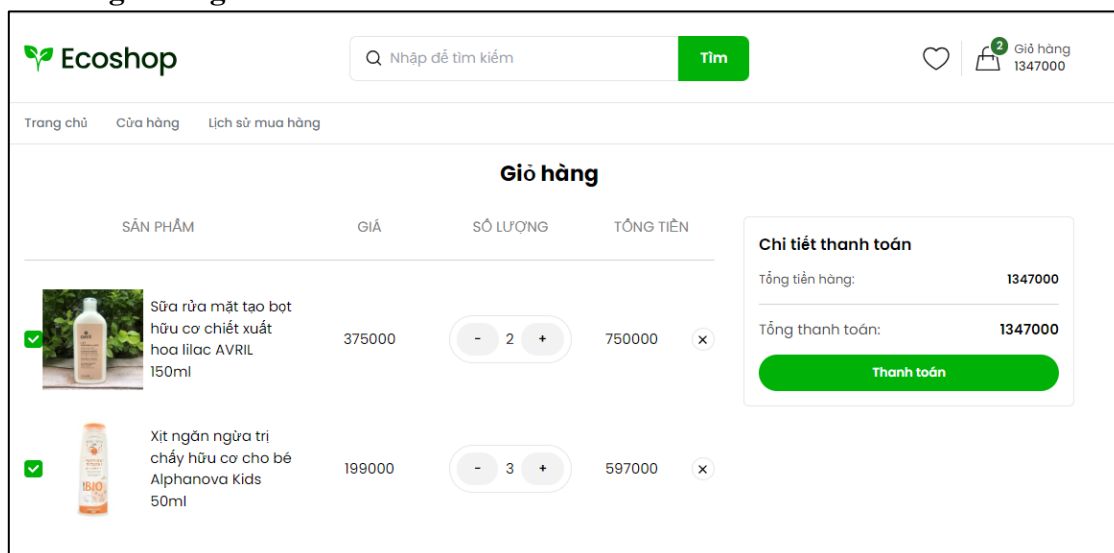 Ecoshop
Nhập để tìm kiếm
Tìm
2
Giỏ hàng
1347000
Trang chủ Cửa hàng Lịch sử mua hàng
Giỏ hàng
SẢN PHẨM GIÁ SỐ LƯỢNG TỔNG TIỀN
Sữa rửa mặt tạo bọt
hữu cơ chiết xuất
hoa lilac AVRIL
150ml
375000 - 2 + 750000 ×
Xịt ngăn ngừa trị
chấy hữu cơ cho bé
Alphanova Kids
50ml
199000 - 3 + 597000 ×
Chi tiết thanh toán
Tổng tiền hàng: 1347000
Tổng thanh toán: 1347000
Thanh toán